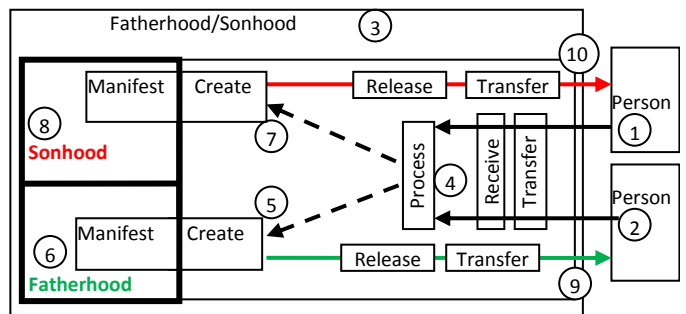 Fatherhood/Sonhood 3
10
Manifest Create Release Transfer Person
8 1
Sonhood 7
Process 4 Receive Transfer
5 Person
6 Manifest Create 2
Fatherhood Release Transfer
9